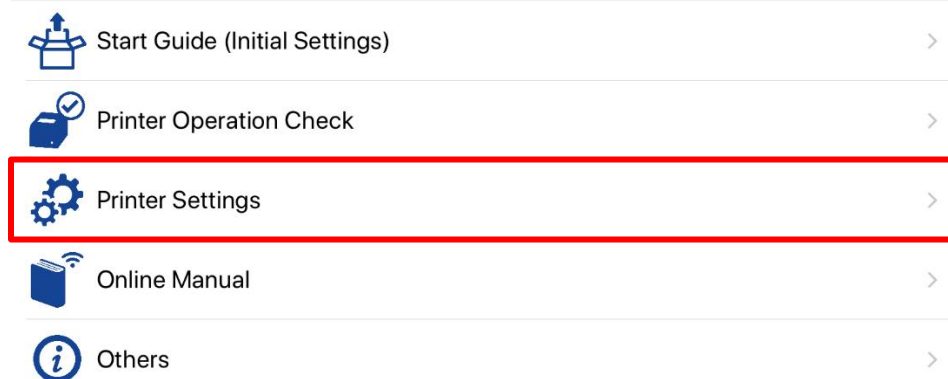 Start Guide (Initial Settings)
Printer Operation Check
Printer Settings
Online Manual
Others